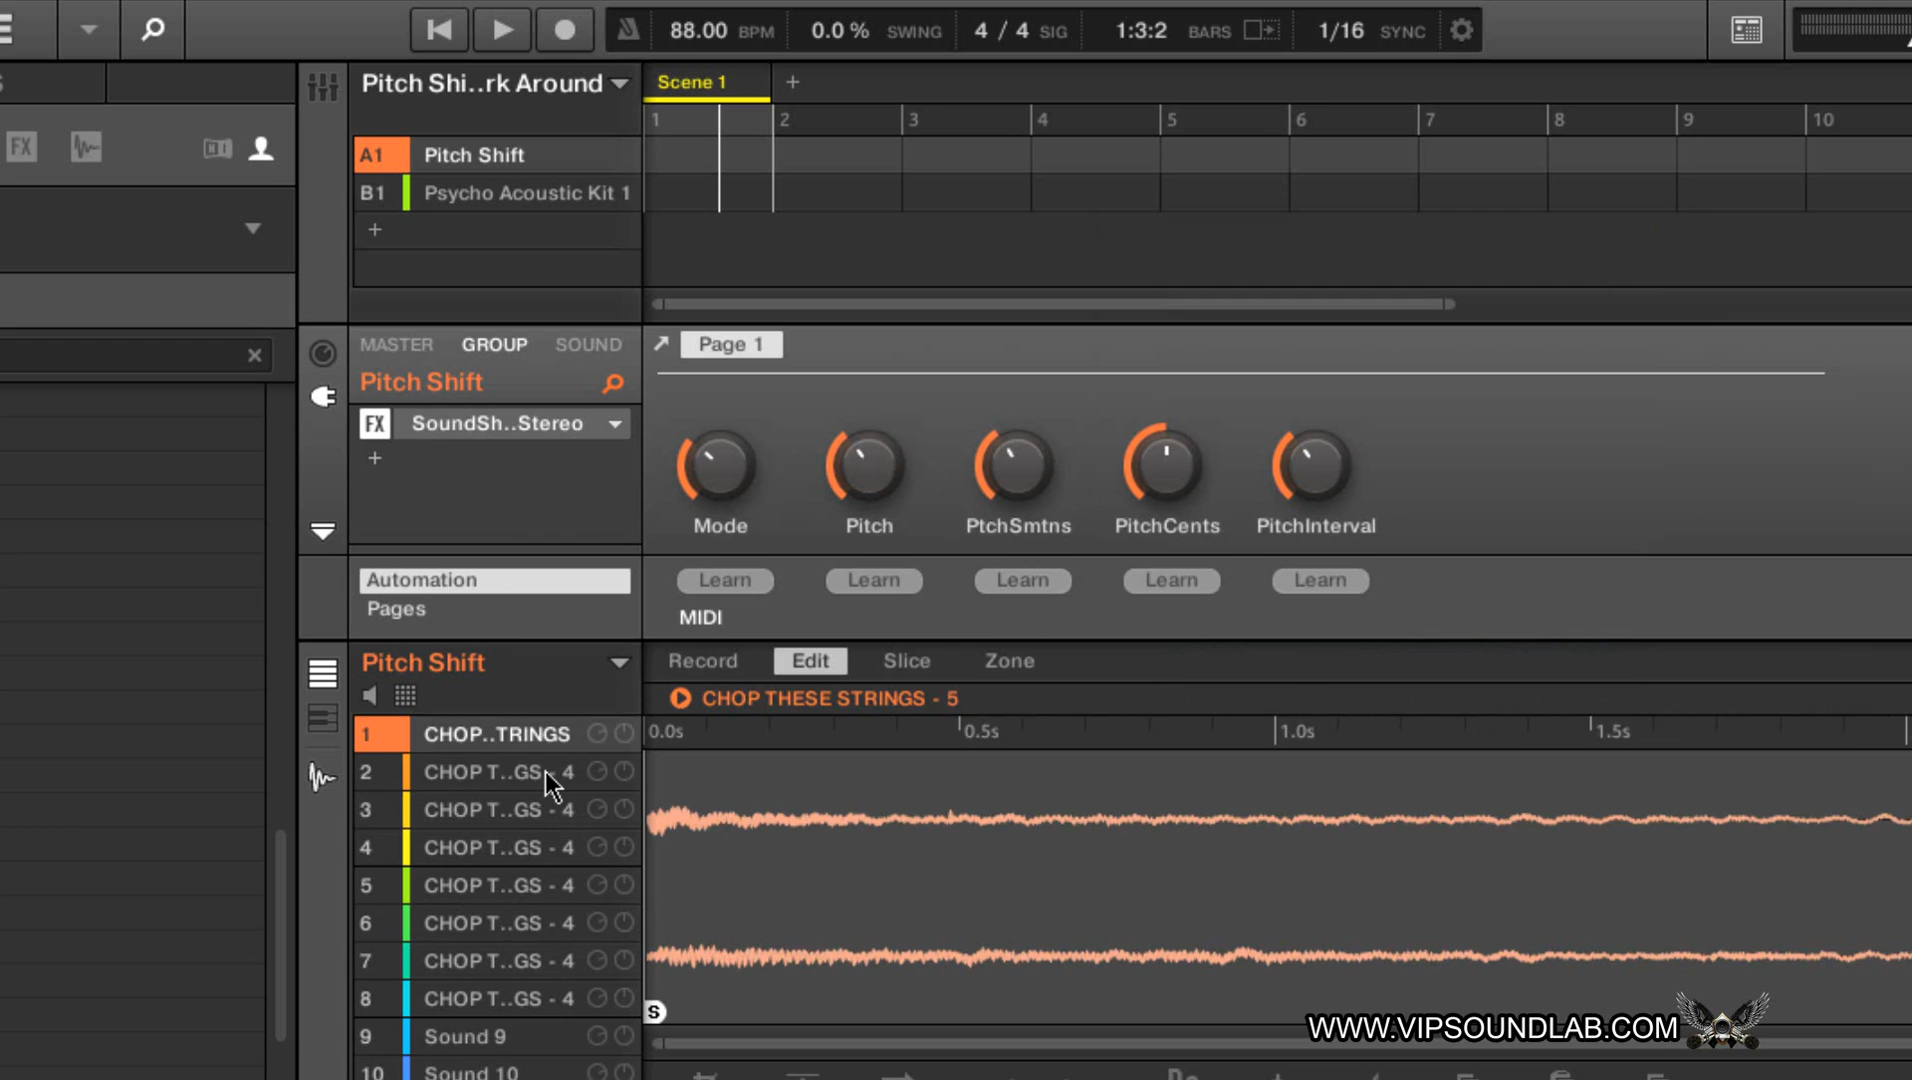 88.00 BPM 0.0 % SWING 4 / 4 SIG 1:3:2 BARS 1/16 SYNC
Pitch Shi..rk Around
Scene 1 +
1 2 3 4 5 6 7 8 9 10
FX
A1 Pitch Shift
B1 Psycho Acoustic Kit 1
+
MASTER GROUP SOUND
Page 1
Pitch Shift
FX SoundSh..Stereo
+
Mode Pitch PtchSmtns PitchCents PitchInterval
Automation
Learn Learn Learn Learn Learn
Pages
MIDI
Pitch Shift
Record Edit Slice Zone
CHOP THESE STRINGS - 5
0.0s 0.5s 1.0s 1.5s
1 CHOP..TRINGS
2 CHOP T..GS - 4
3 CHOP T..GS - 4
4 CHOP T..GS - 4
5 CHOP T..GS - 4
6 CHOP T..GS - 4
7 CHOP T..GS - 4
8 CHOP T..GS - 4
S
9 Sound 9
WWW.VIPSOUNDLAB.COM
10 Sound 10